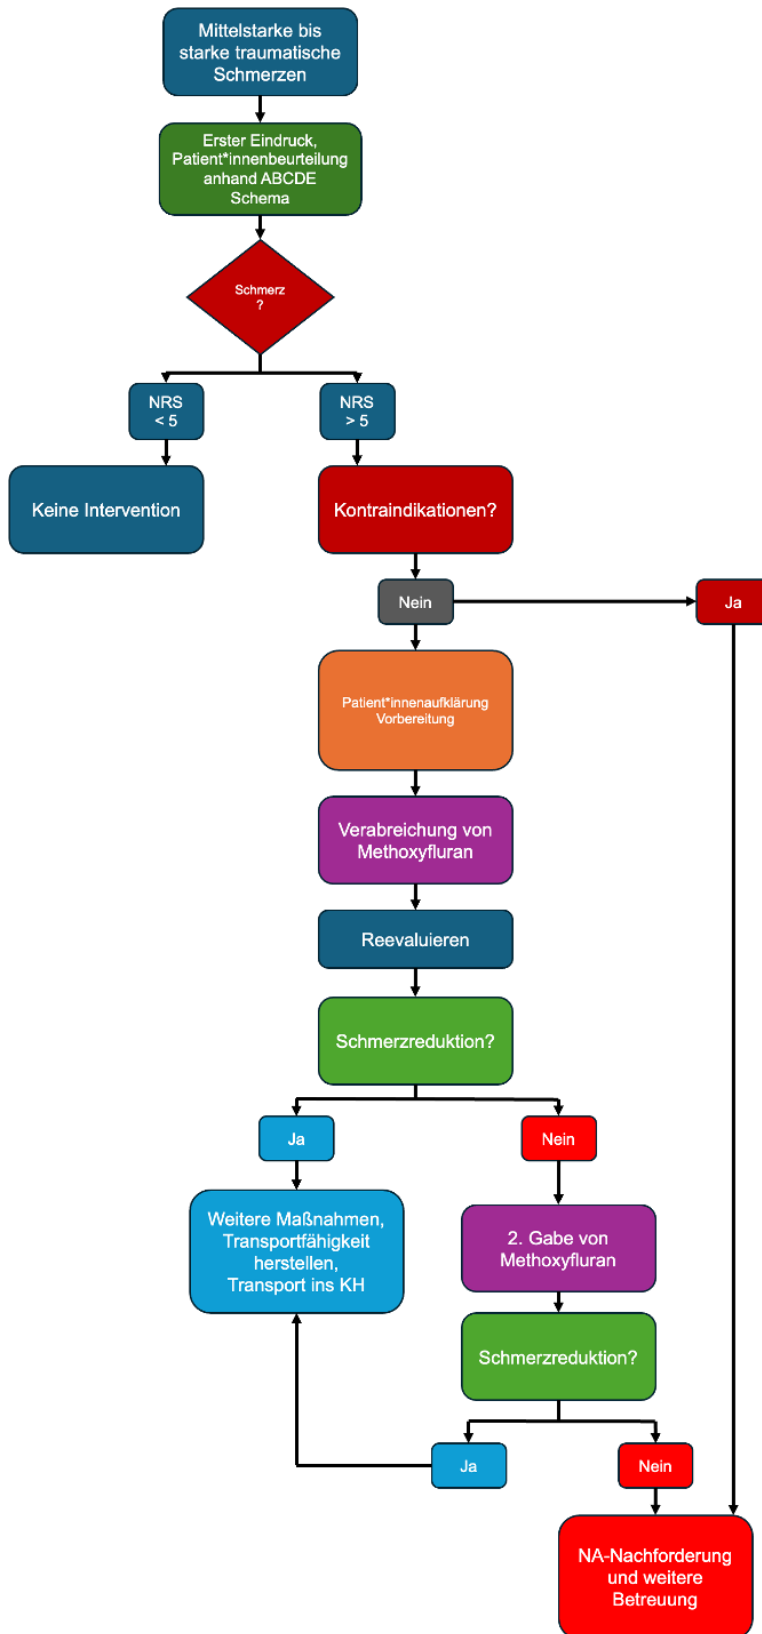 Mittelstarke bis
starke traumatische
Schmerzen
Erster Eindruck,
Patient*innenbeurteilung
anhand ABCDE
Schema
Schmerz
?
NRS
< 5
NRS
> 5
Keine Intervention
Kontraindikationen?
Nein
Ja
Patient*innenaufklärung
Vorbereitung
Verabreichung von
Methoxyfluran
Reevaluieren
Schmerzreduktion?
Ja
Nein
Weitere Maßnahmen,
Transportfähigkeit
herstellen,
Transport ins KH
2. Gabe von
Methoxyfluran
Schmerzreduktion?
Ja
Nein
NA-Nachforderung
und weitere
Betreuung